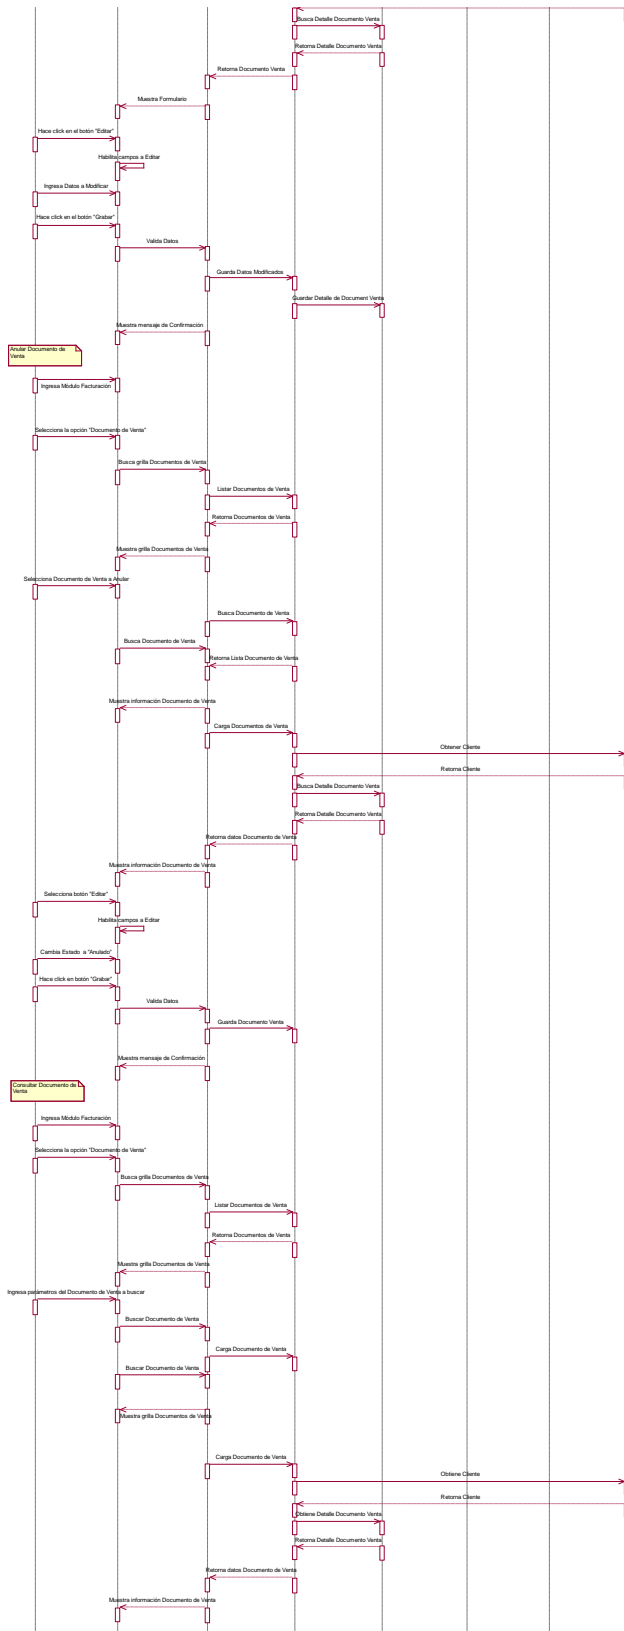 Busca Detalle Documento Venta
Retorna Detalle Documento Venta
Retorna Documento Venta
Muestra Formulario
Hace click en el botón "Editar"
Habilita campos a Editar
Ingresa Datos a Modificar
Hace click en el botón "Grabar"
Valida Datos
Guarda Datos Modificados
Guardar Detalle de Document Venta
Muestra mensaje de Confirmación
Anular Documento de
Venta
Ingresa Módulo Facturación
Selecciona la opción "Documento de Venta"
Busca grilla Documentos de Venta
Listar Documentos de Venta
Retorna Documentos de Venta
Muestra grilla Documentos de Venta
Selecciona Documento de Venta a Anular
Busca Documento de Venta
Busca Documento de Venta
Retorna Lista Documento de Venta
Muestra información Documento de Venta
Carga Documentos de Venta
Obtener Cliente
Retorna Cliente
Busca Detalle Documento Venta
Retorna Detalle Documento Venta
Retorna datos Documento de Venta
Muestra información Documento de Venta
Selecciona botón "Editar"
Habilita campos a Editar
Cambia Estado a "Anulado"
Hace click en botón "Grabar"
Valida Datos
Guarda Documento Venta
Muestra mensaje de Confirmación
Consultar Documento de
Venta
Ingresa Módulo Facturación
Selecciona la opción "Documento de Venta"
Busca grilla Documentos de Venta
Listar Documentos de Venta
Retorna Documentos de Venta
Muestra grilla Documentos de Venta
Ingresa parámetros del Documento de Venta a buscar
Buscar Documento de Venta
Carga Documento de Venta
Buscar Documento de Venta
Muestra grilla Documentos de Venta
Carga Documento de Venta
Obtiene Cliente
Retorna Cliente
Obtiene Detalle Documento Venta
Retorna Detalle Documento Venta
Retorna datos Documento de Venta
Muestra información Documento de Venta